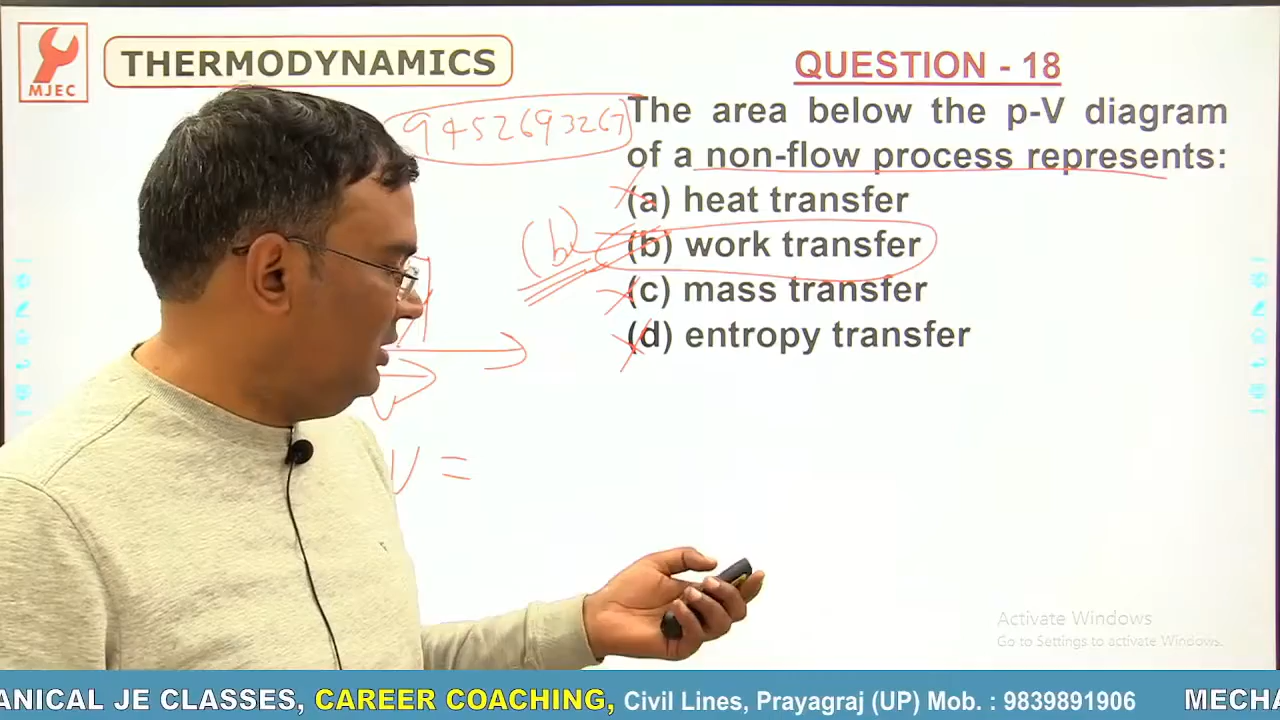 MJEC
THERMODYNAMICS
QUESTION - 18
9452693267
The area below the p-V diagram
of a non-flow process represents:
(a) heat transfer
(b)
(b) work transfer
(c) mass transfer
(d) entropy transfer
V =
Activate Windows
Go to Settings to activate Windows.
ANICAL JE CLASSES, CAREER COACHING, Civil Lines, Prayagraj (UP) Mob. : 9839891906 MECHA